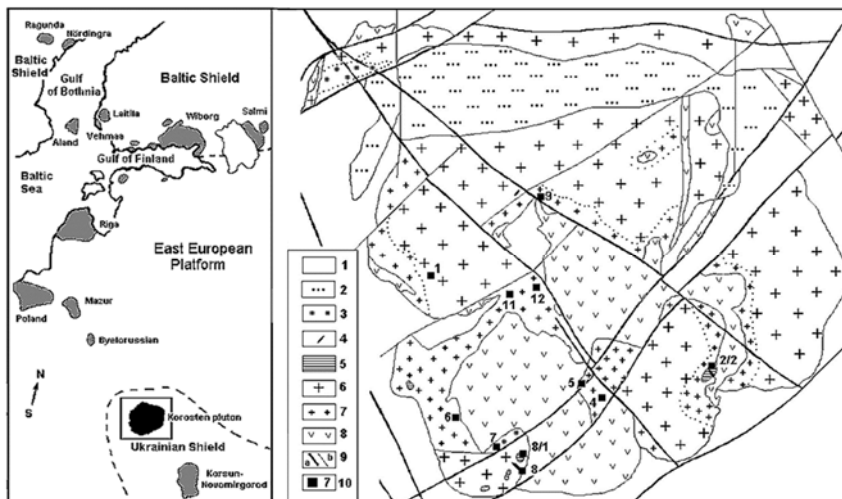 Ragunda
Nördingra
Baltic
Shield
Gulf
of Bothnia
Baltic Shield
Laitila
Wiborg
Salmi
Vehmaa
Aland
Gulf of Finland
Baltic
Sea
Riga
East European
Platform
Poland
Mazur
Byelorussian
N
S
Korosten pluton
Ukrainian Shield
Korsun-
Novomirgorod
1
2
3
4
5
6
7
8
a b 9
7 10
3
1
11
12
2/2
5
4
6
7
8/1
8